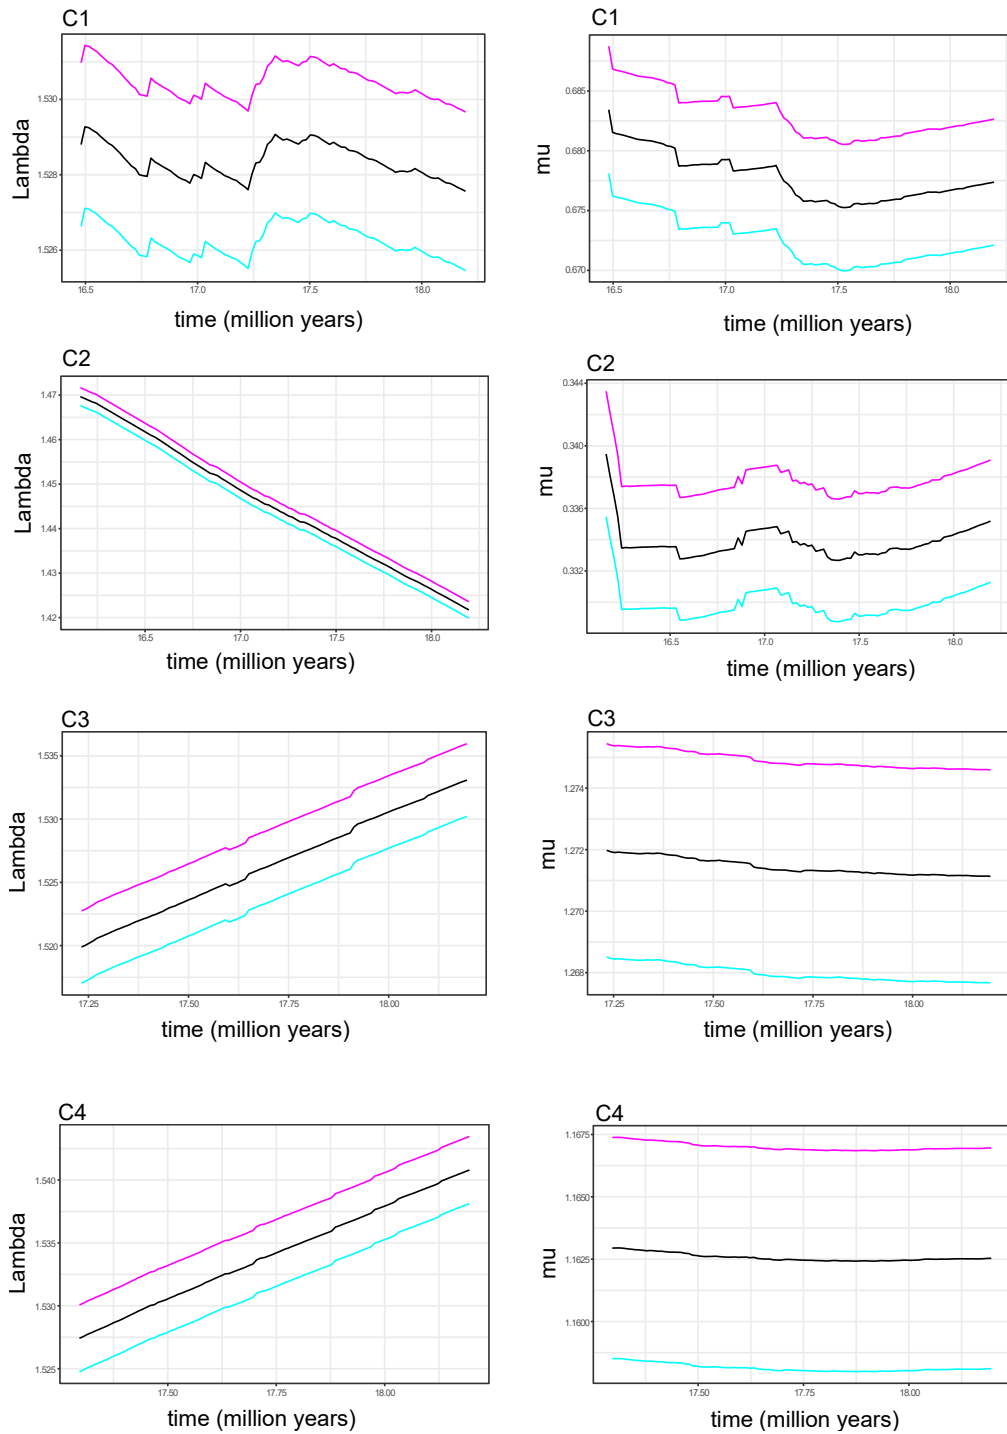 C1
1.530
1.528
1.526
Lambda
16.5 17.0 17.5 18.0
time (million years)
C1
0.685
0.680
0.675
0.670
mu
16.5 17.0 17.5 18.0
time (million years)
C2
1.47
1.46
1.45
1.44
1.43
1.42
Lambda
16.5 17.0 17.5 18.0
time (million years)
C2
0.344
0.340
0.336
0.332
mu
16.5 17.0 17.5 18.0
time (million years)
C3
1.535
1.530
1.525
1.520
Lambda
17.25 17.50 17.75 18.00
time (million years)
C3
1.274
1.272
1.270
1.268
mu
17.25 17.50 17.75 18.00
time (million years)
C4
1.540
1.535
1.530
1.525
Lambda
17.50 17.75 18.00
time (million years)
C4
1.1675
1.1650
1.1625
1.1600
mu
17.50 17.75 18.00
time (million years)